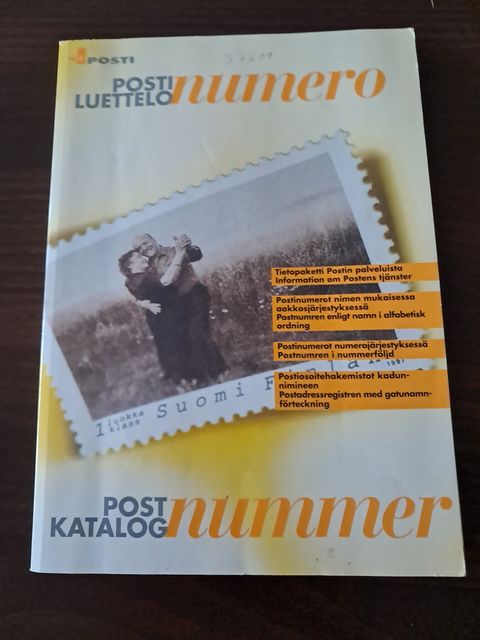 POSTI
POSTI
LUETTELO numero
Tietopaketti Postin palveluista
Information om Postens tjänster
Postinumerot nimen mukaisessa
aakkosjärjestyksessä
Postnumren enligt namn i alfabetisk
ordning
Postinumerot numerojärjestyksessä
Postnumren i nummerföljd
Postiosoitehakemistot kadun-
nimineen
Postadressregistren med gatunamn-
förteckning
1 luokka
klass
Suomi
1997
POST
KATALOG nummer